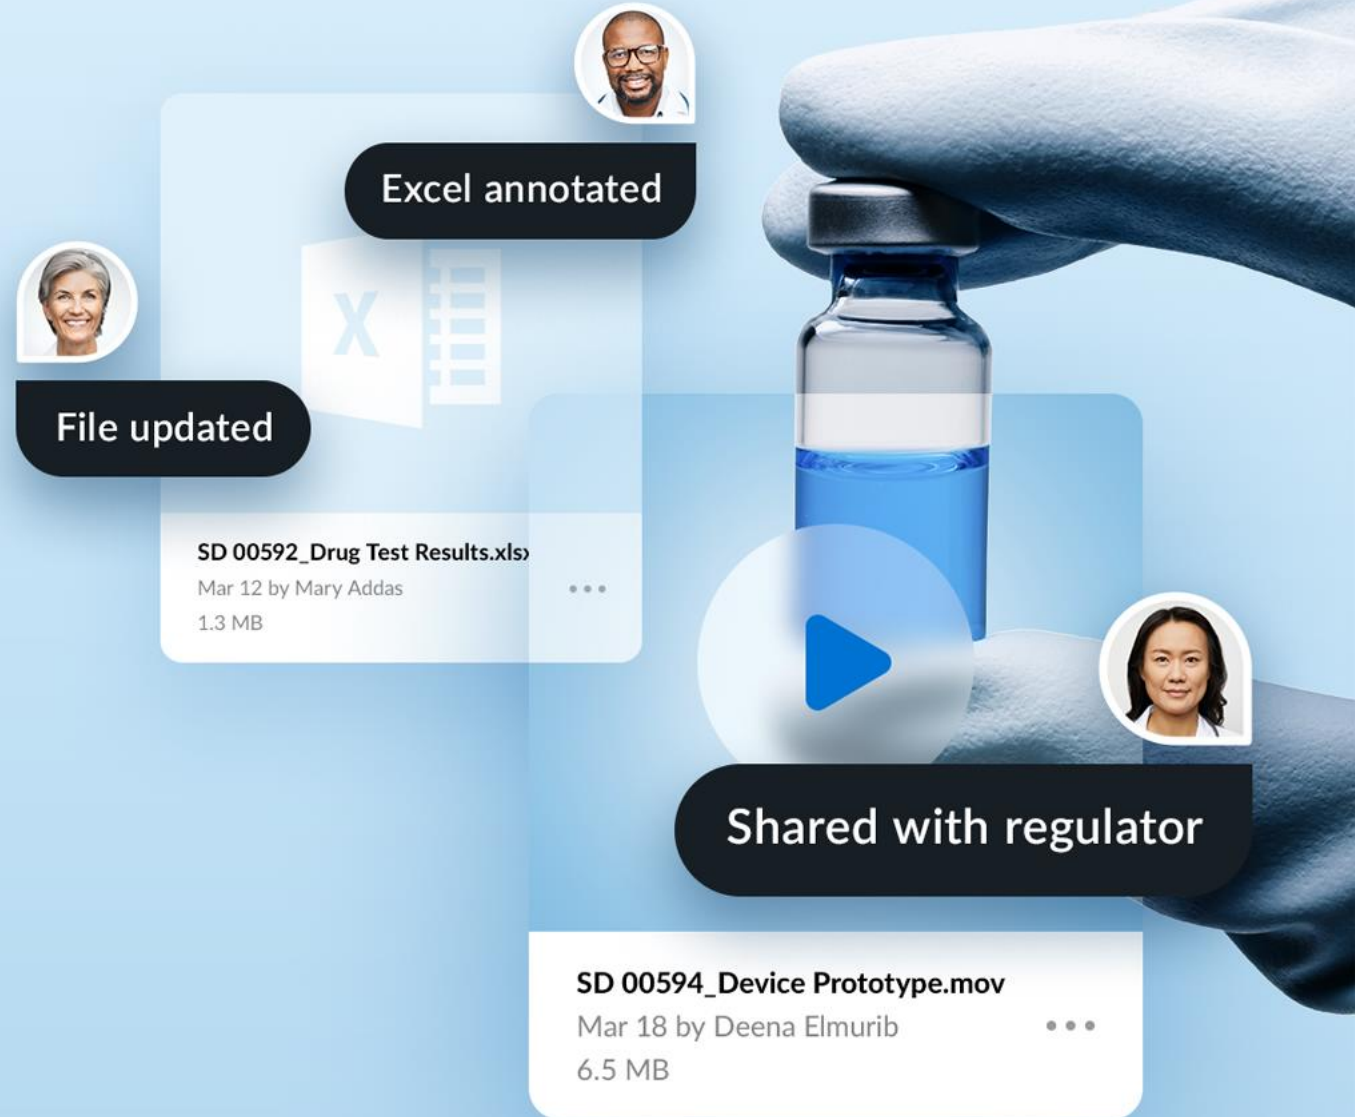 Excel annotated
X
File updated
SD 00592_Drug Test Results.xlsx
Mar 12 by Mary Addas
1.3 MB
Shared with regulator
SD 00594_Device Prototype.mov
Mar 18 by Deena Elmurib
6.5 MB